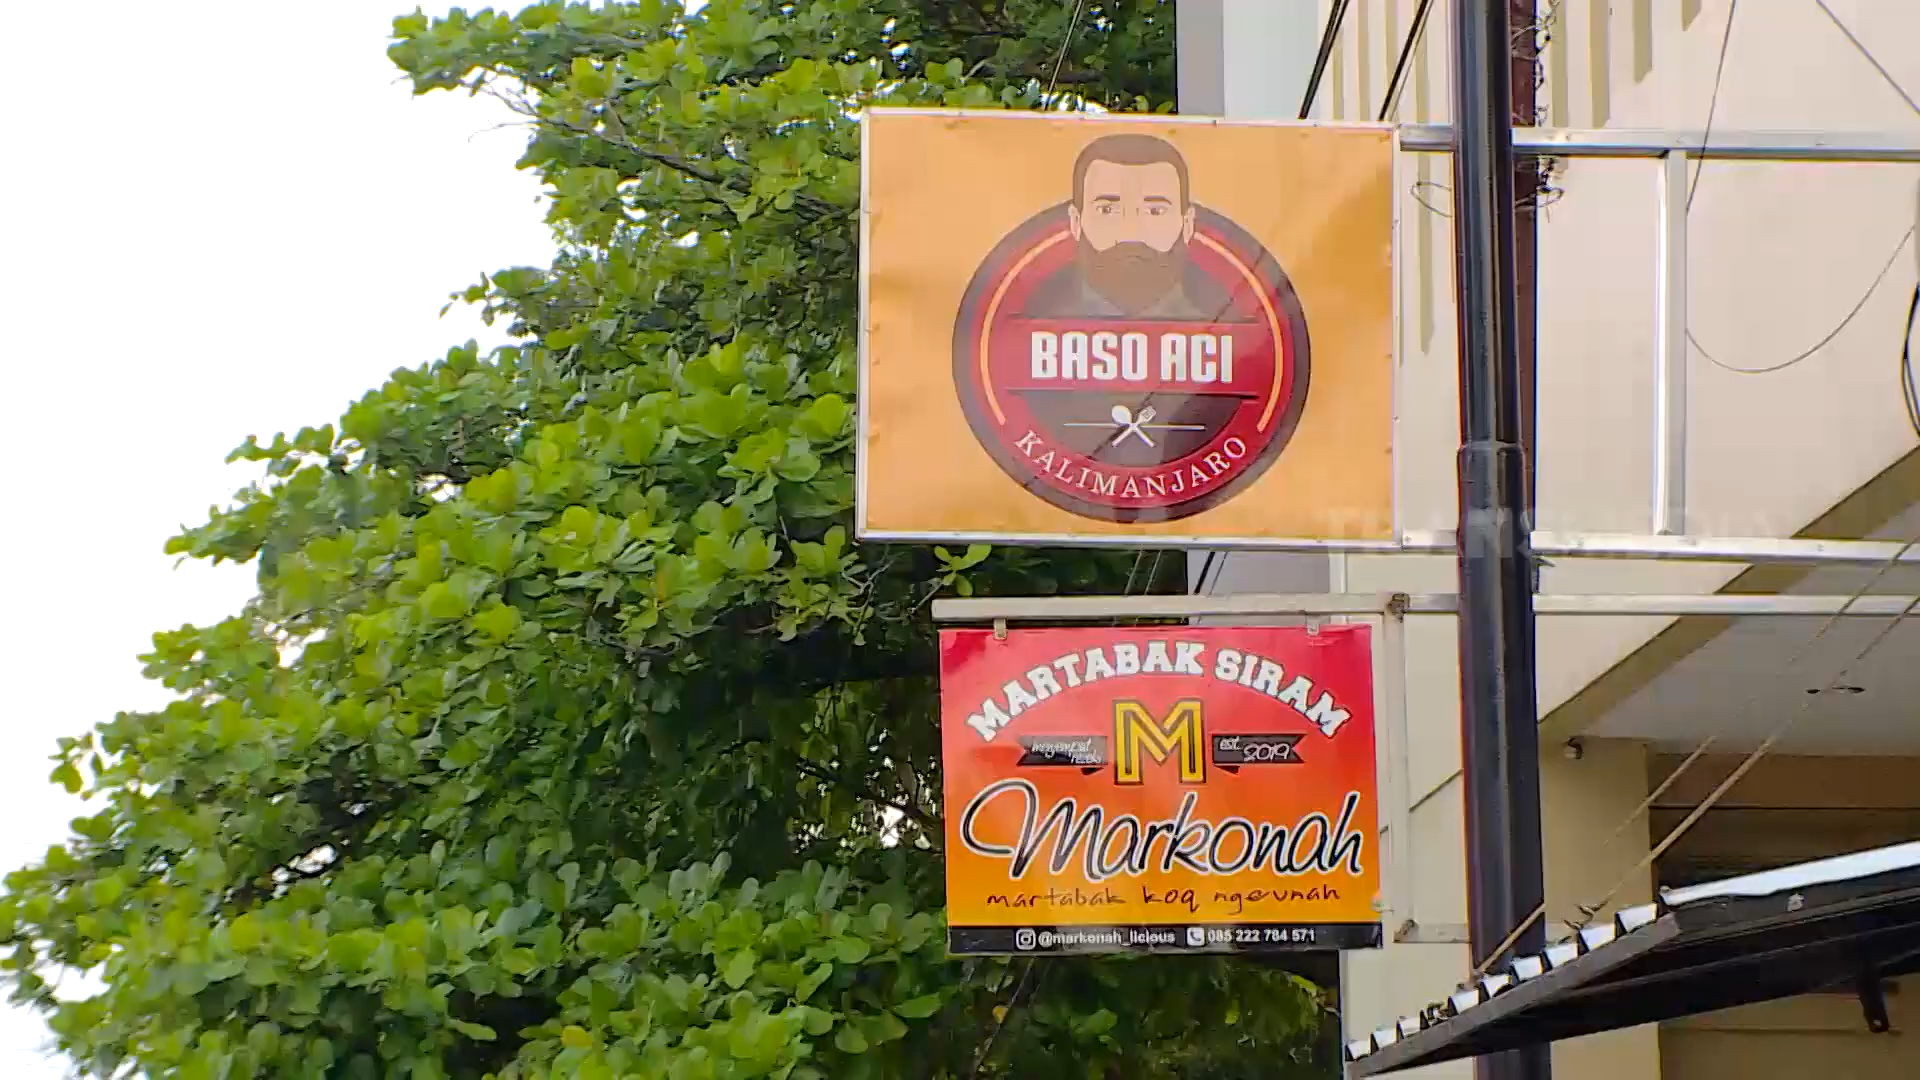 BASO ACI
KALIMANJARO
MARTABAK SIRAM
M
est. 2019
Markonah
martabak koq ngeunah
@markonah_licious 085 222 784 571